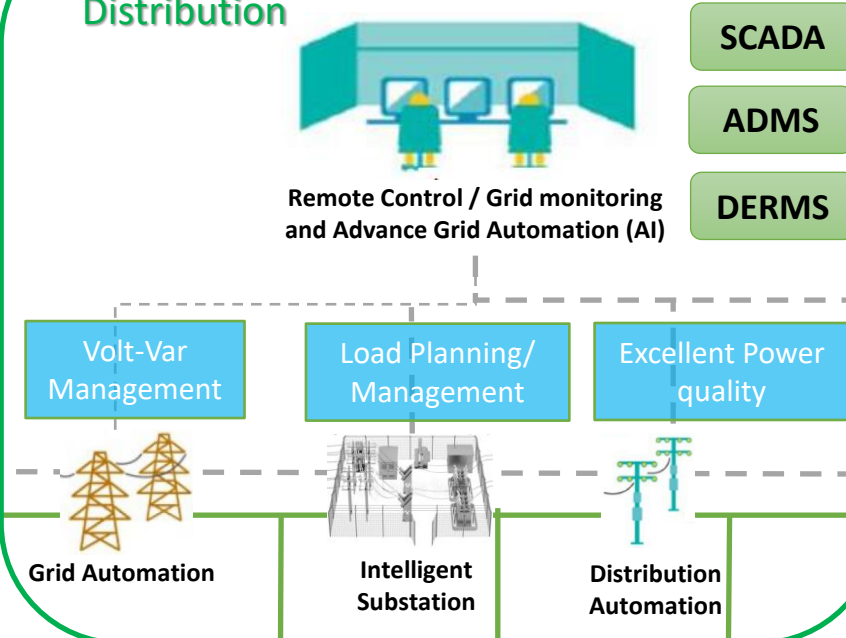 Distribution
SCADA
ADMS
DERMS
Remote Control / Grid monitoring
and Advance Grid Automation (AI)
Volt-Var
Management
Load Planning/
Management
Excellent Power
quality
Grid Automation
Intelligent
Substation
Distribution
Automation